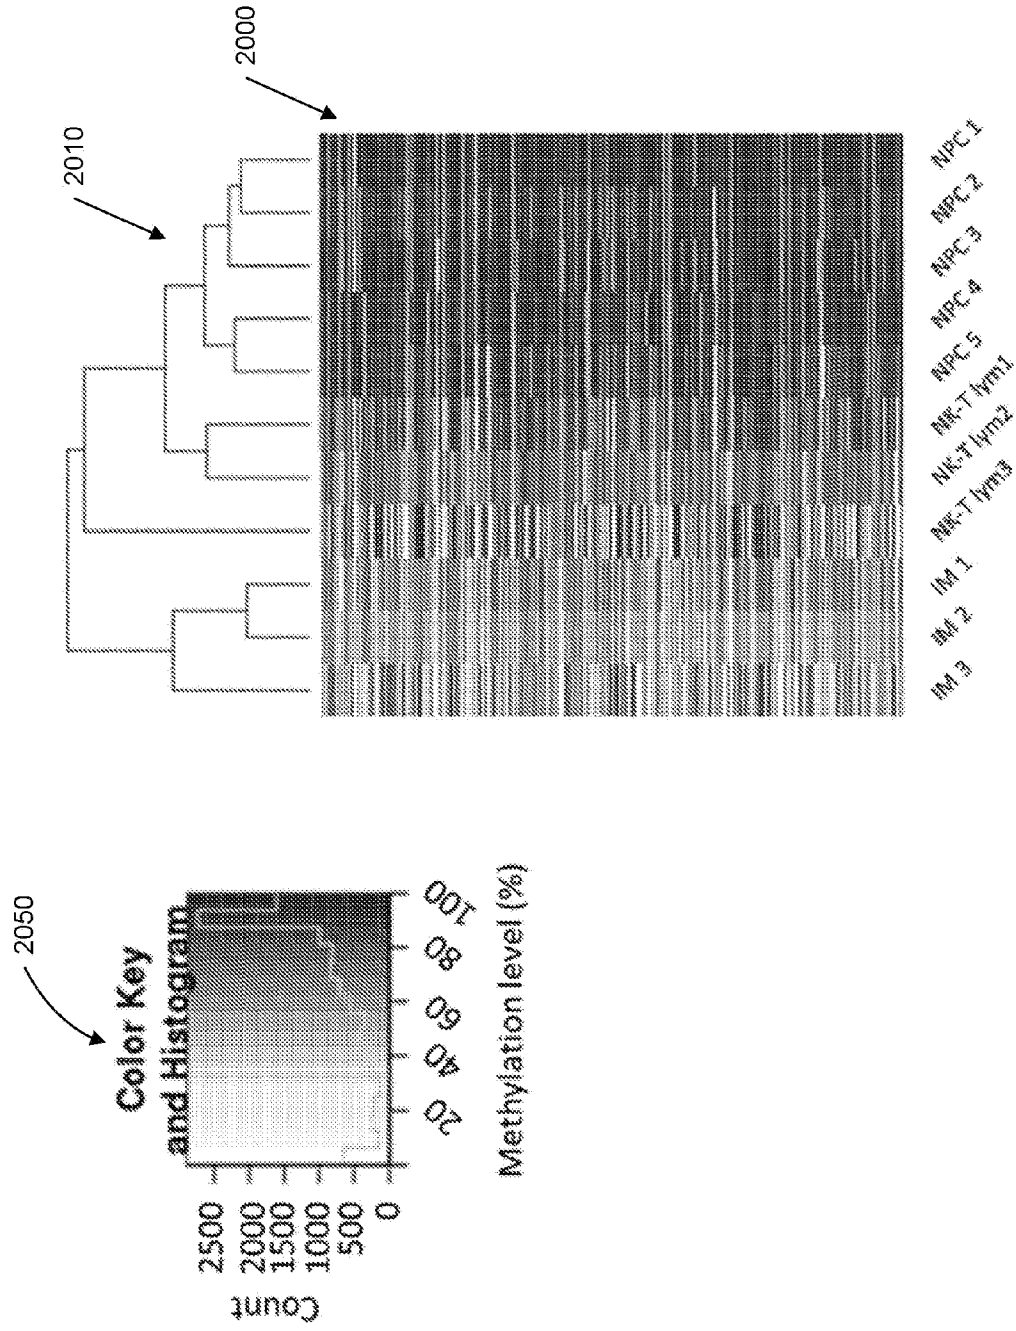 2000
2010
NPC 1
NPC 2
NPC 3
NPC 4
NPC 5
NK-T lym1
NK-T lym2
NK-T lym3
IM 1
IM 2
IM 3
2050
Color Key
and Histogram
Count
2500
2000
1500
1000
500
0
20
40
60
80
100
Methylation level (%)